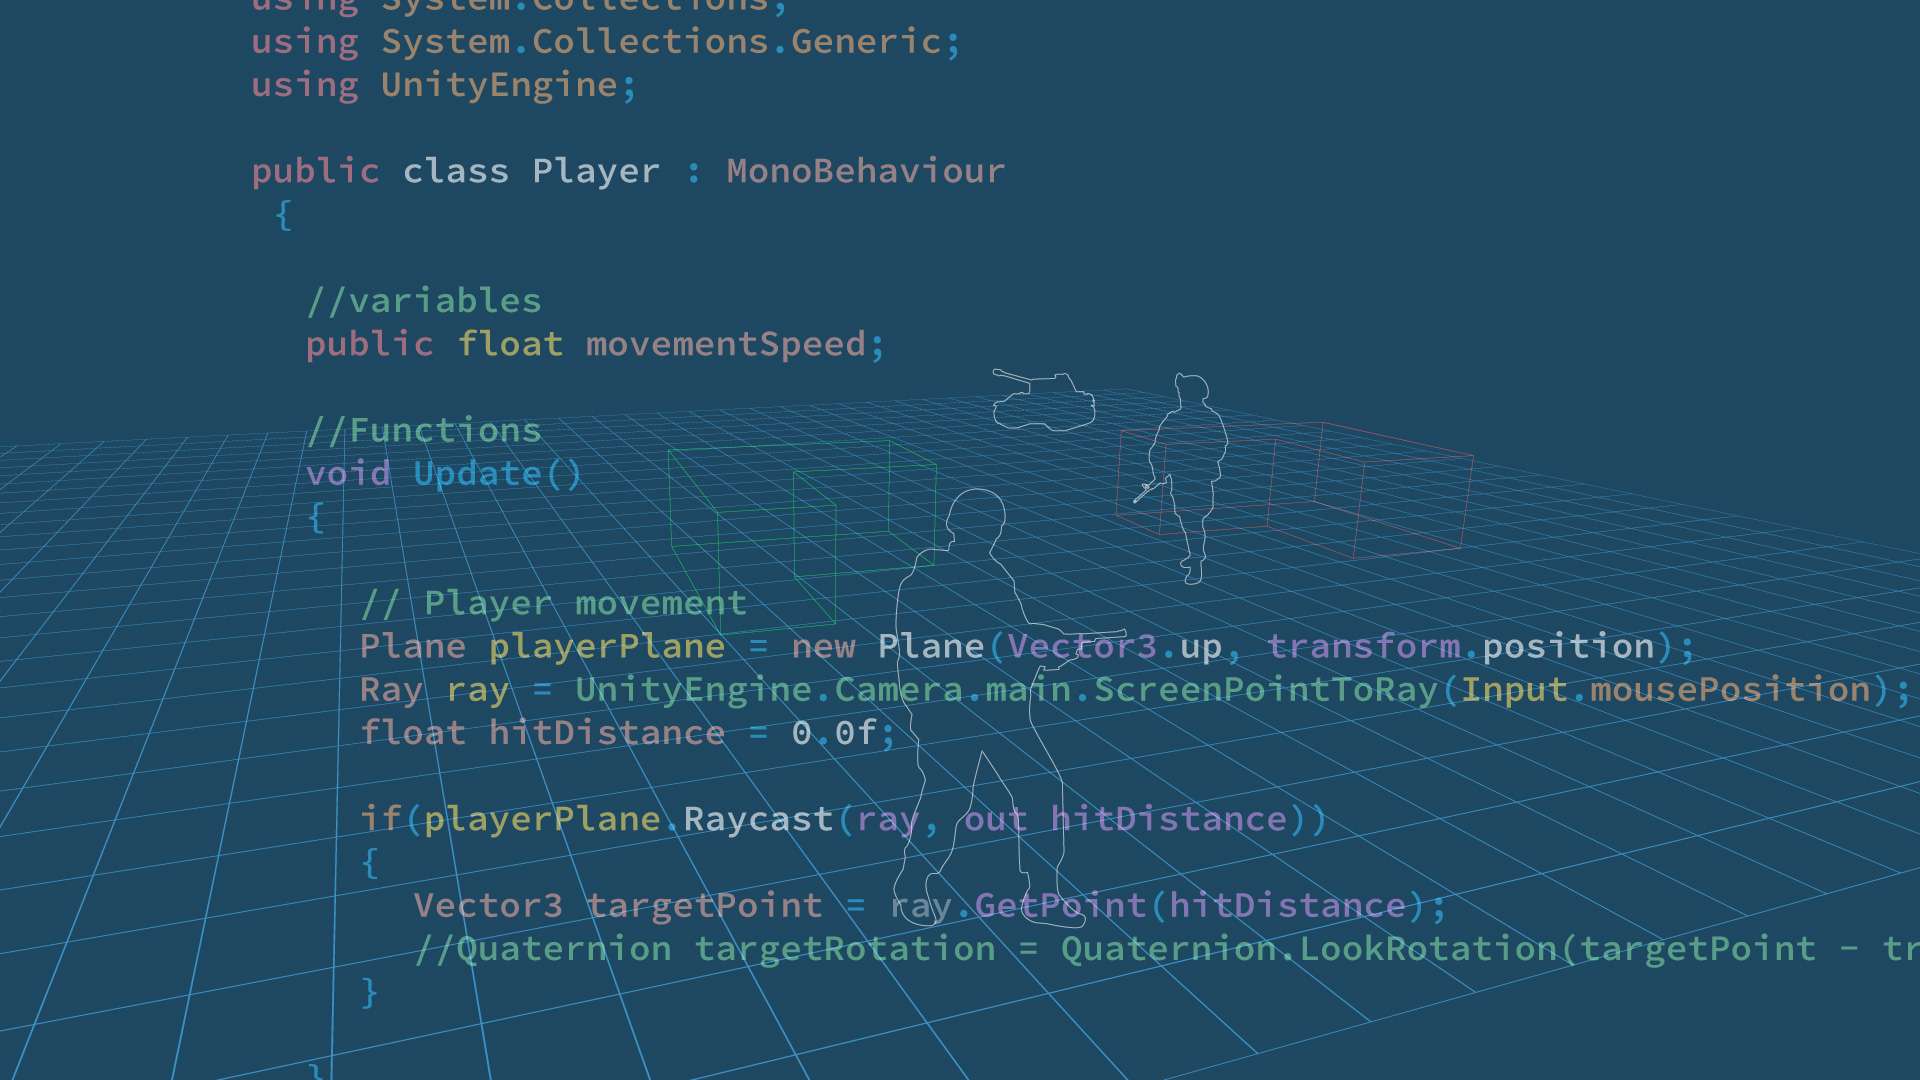 using System.Collections;
using System.Collections.Generic;
using UnityEngine;
public class Player : MonoBehaviour
{
//variables
public float movementSpeed;
//Functions
void Update()
{
// Player movement
Plane playerPlane = new Plane(Vector3.up, transform.position);
Ray ray = UnityEngine.Camera.main.ScreenPointToRay(Input.mousePosition);
float hitDistance = 0.0f;
if(playerPlane.Raycast(ray, out hitDistance))
{
Vector3 targetPoint = ray.GetPoint(hitDistance);
//Quaternion targetRotation = Quaternion.LookRotation(targetPoint - tr
}
}